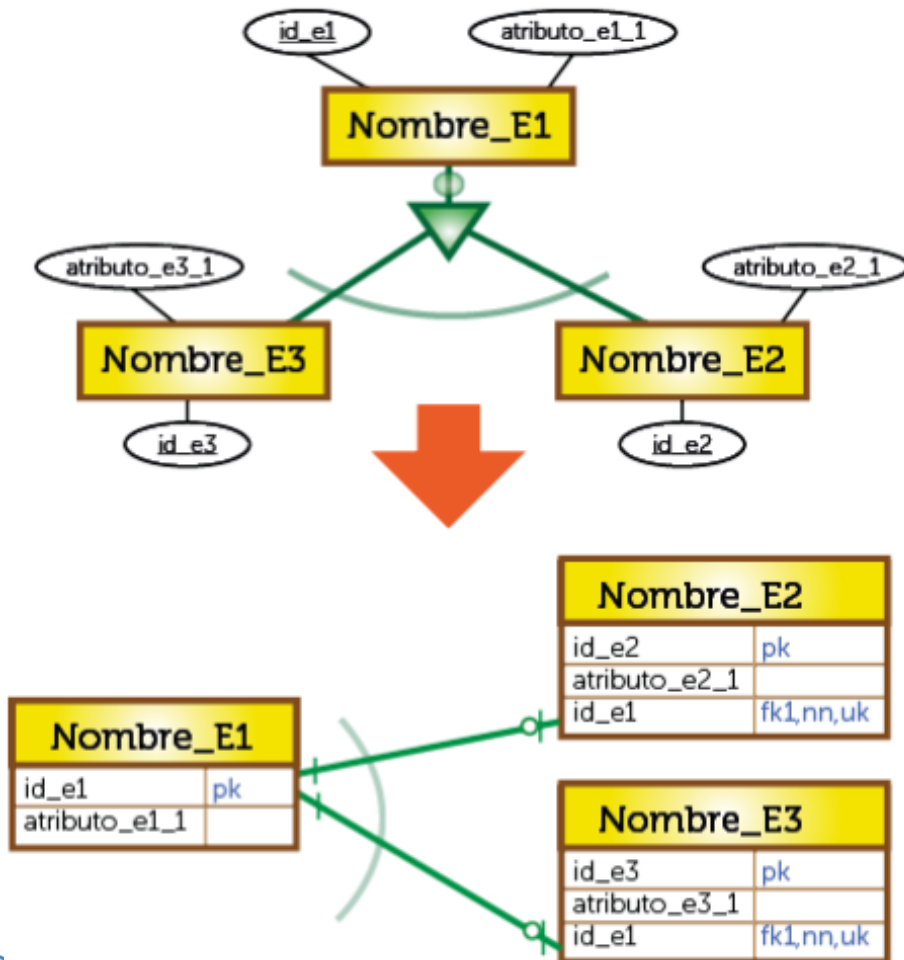 id_e1
atributo_e1_1
Nombre_E1
atributo_e3_1
atributo_e2_1
Nombre_E3
Nombre_E2
id_e3
id_e2
Nombre_E2
id_e2 pk
atributo_e2_1
id_e1 fk1,nn,uk
Nombre_E1
id_e1 pk
atributo_e1_1
Nombre_E3
id_e3 pk
atributo_e3_1
id_e1 fk1,nn,uk